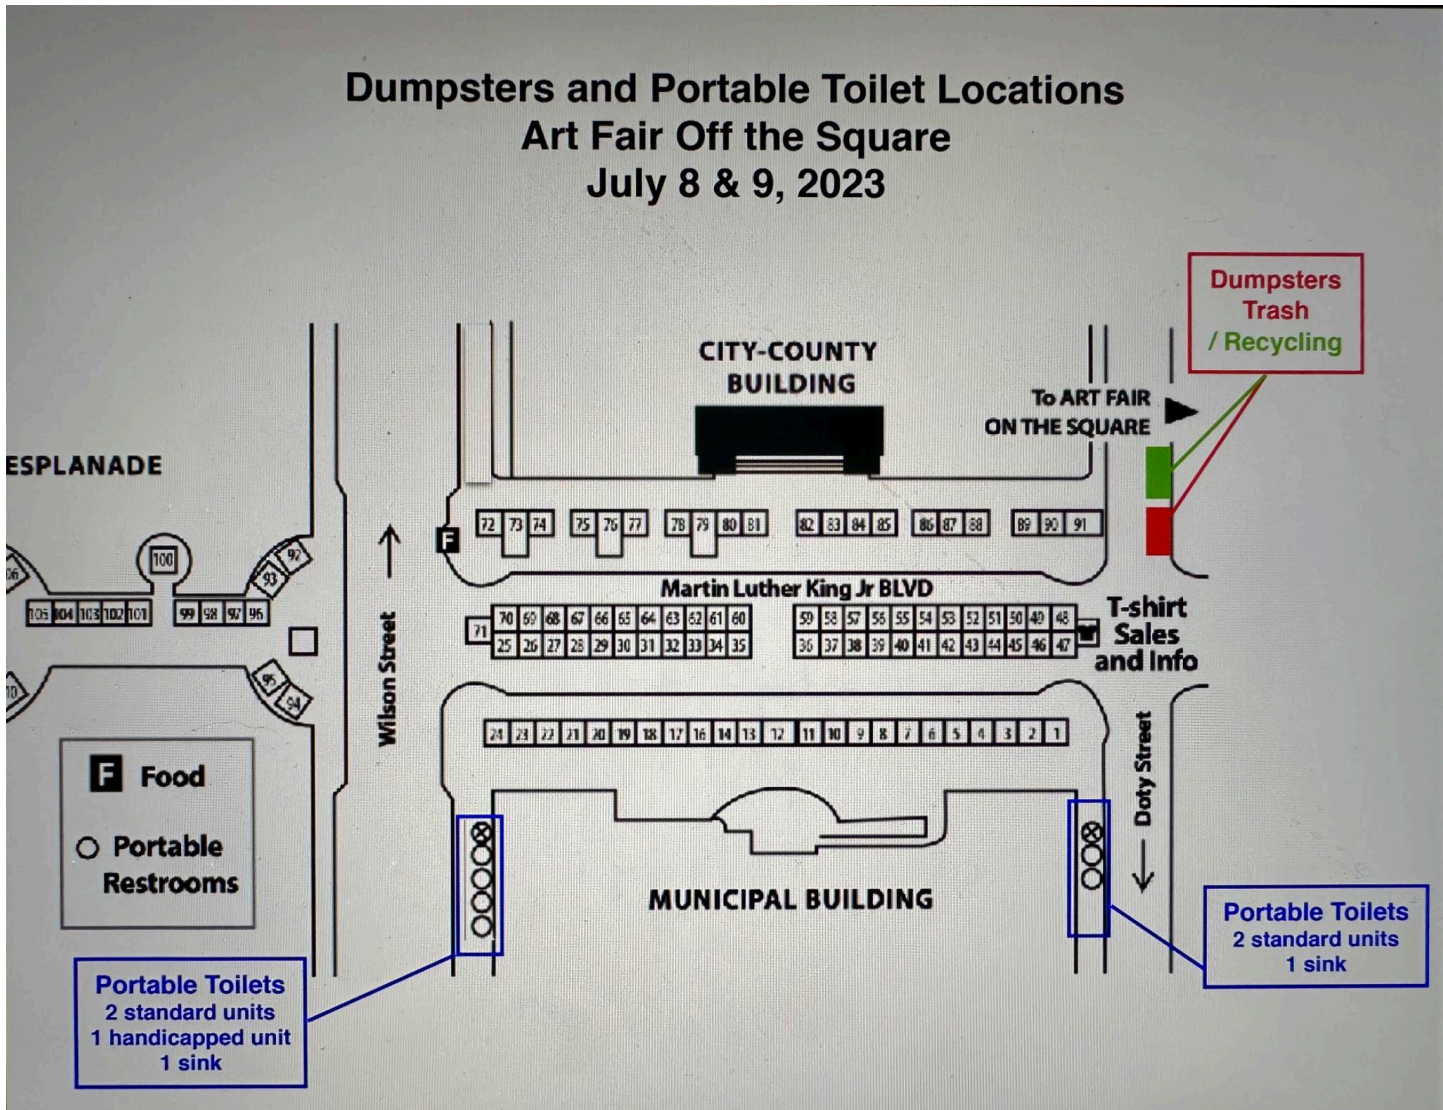 Dumpsters and Portable Toilet Locations
Art Fair Off the Square
July 8 & 9, 2023
Dumpsters
Trash
/ Recycling
CITY-COUNTY
BUILDING
To ART FAIR
ON THE SQUARE
ESPLANADE
72 73 74 75 76 77 78 79 80 81 82 83 84 85 86 87 88 89 90 91
F
100
92
93
06
105 104 103 102 101 99 98 97 96
Martin Luther King Jr BLVD
70 69 68 67 66 65 64 63 62 61 60 59 58 57 56 55 54 53 52 51 50 49 48
71
25 26 27 28 29 30 31 32 33 34 35 36 37 38 39 40 41 42 43 44 45 46 47
T-shirt
Sales
and Info
Wilson Street
95
94
10
24 23 22 21 20 19 18 17 16 14 13 12 11 10 9 8 7 6 5 4 3 2 1
Doty Street
F Food
Portable
Restrooms
MUNICIPAL BUILDING
Portable Toilets
2 standard units
1 sink
Portable Toilets
2 standard units
1 handicapped unit
1 sink